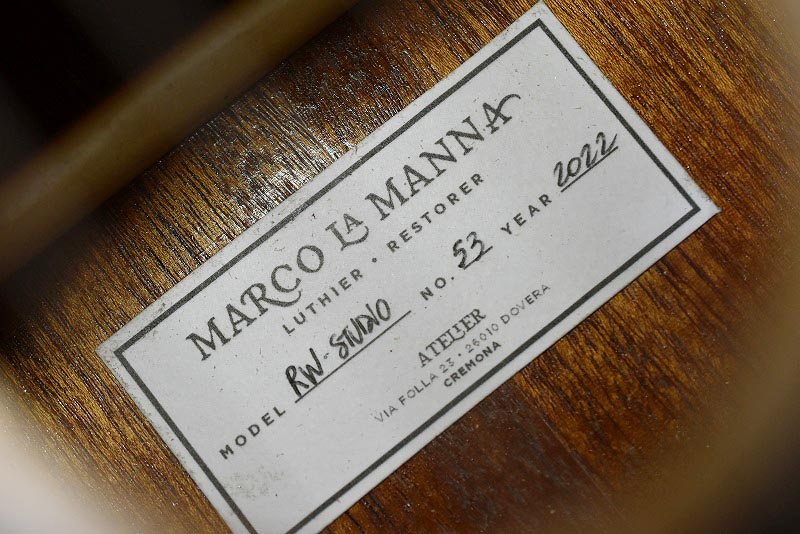 MARCO LA MANNA
LUTHIER • RESTORER
MODEL RW-STUDIO NO. 53 YEAR 2022
ATELIER
VIA FOLLA 23 • 26010 DOVERA
CREMONA